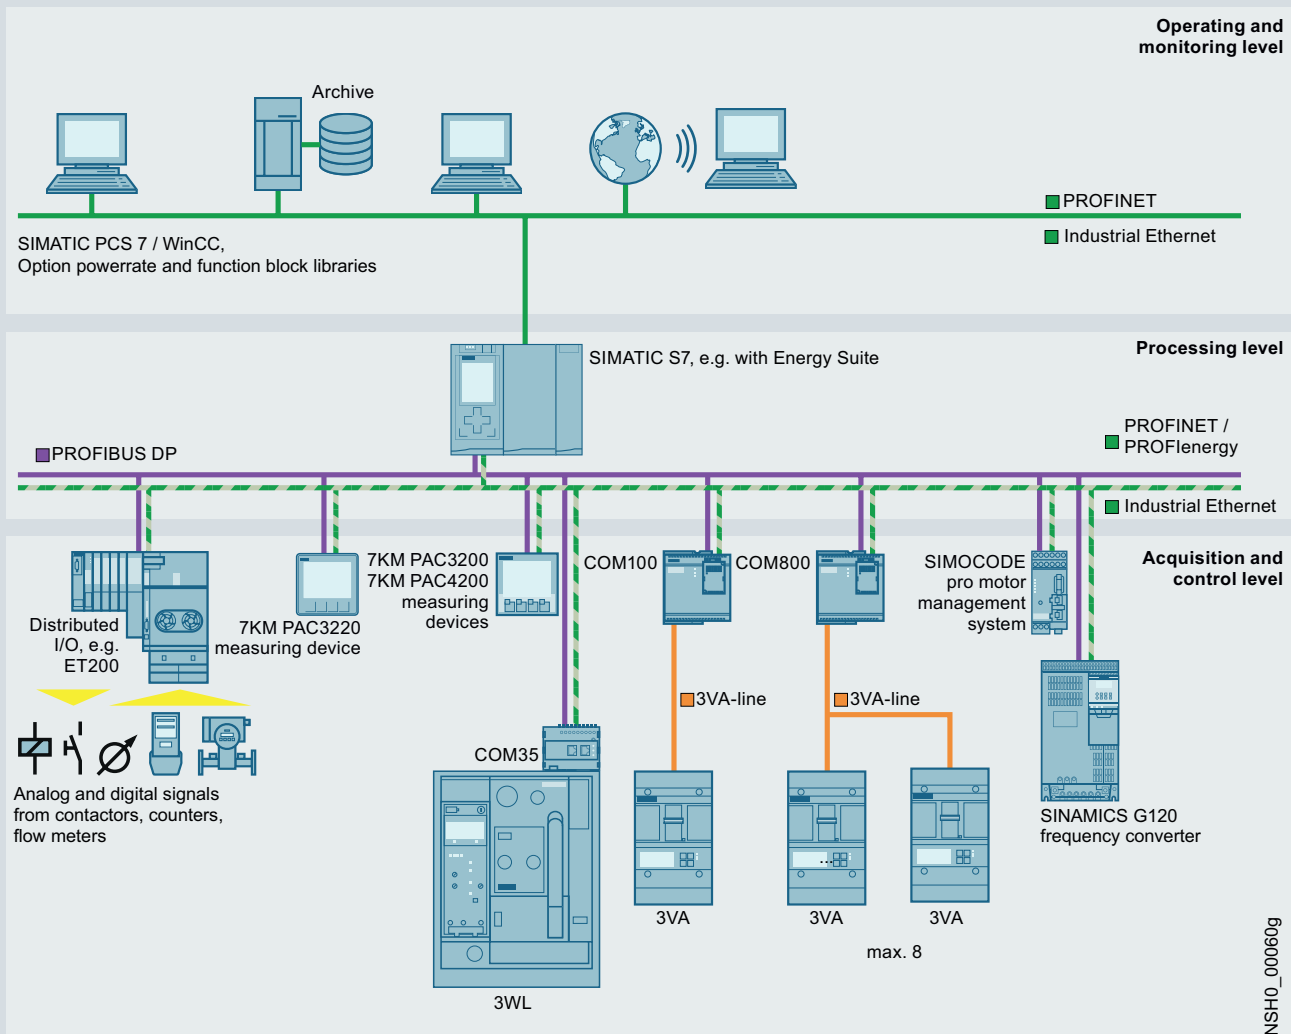 Operating and
monitoring level
Archive
PROFINET
Industrial Ethernet
SIMATIC PCS 7 / WinCC,
Option powerrate and function block libraries
Processing level
SIMATIC S7, e.g. with Energy Suite
PROFIBUS DP
PROFINET /
PROFIenergy
Industrial Ethernet
Acquisition and
control level
Distributed
I/O, e.g.
ET200
7KM PAC3220
measuring device
7KM PAC3200
7KM PAC4200
measuring
devices
COM100
COM800
SIMOCODE
pro motor
management
system
3VA-line
3VA-line
COM35
Analog and digital signals
from contactors, counters,
flow meters
SINAMICS G120
frequency converter
3VA
3VA
3VA
max. 8
3WL
NSH0_00060g